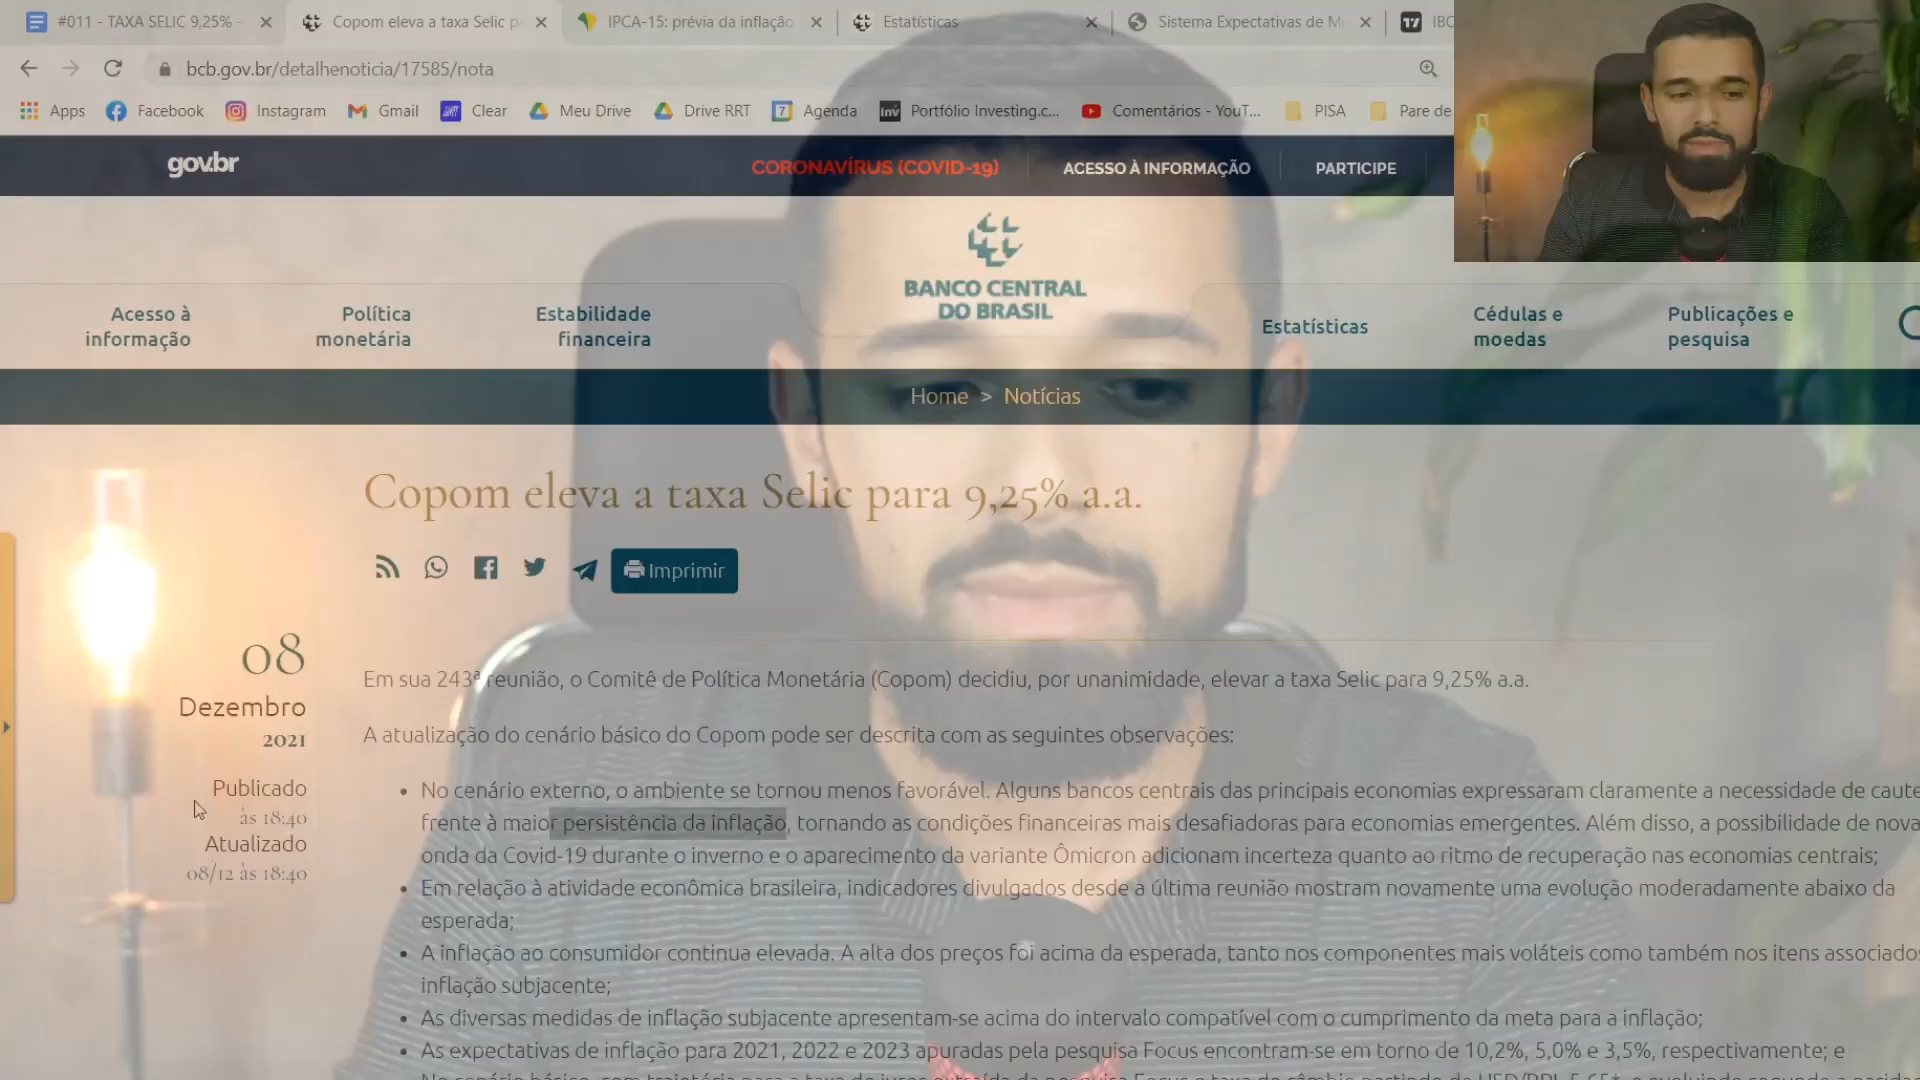 #011 - TAXA SELIC 9,25% -
Copom eleva a taxa Selic p
IPCA-15: prévia da inflação
Estatísticas
Sistema Expectativas de Me
bcb.gov.br/detalhenoticia/17585/nota
Apps
Facebook
Instagram
Gmail
Clear
Meu Drive
Drive RRT
7
Agenda
Inv
Portfólio Investing.c...
Comentários - YouT...
PISA
Pare de
gov.br
CORONAVÍRUS (COVID-19)
ACESSO À INFORMAÇÃO
PARTICIPE
BANCO CENTRAL
DO BRASIL
Acesso à
informação
Política
monetária
Estabilidade
financeira
Estatísticas
Cédulas e
moedas
Publicações e
pesquisa
Home > Notícias
Copom eleva a taxa Selic para 9,25% a.a.
Imprimir
08
Dezembro
2021
Publicado
às 18:40
Atualizado
08/12 às 18:40
Em sua 243ª reunião, o Comitê de Política Monetária (Copom) decidiu, por unanimidade, elevar a taxa Selic para 9,25% a.a.
A atualização do cenário básico do Copom pode ser descrita com as seguintes observações:
• No cenário externo, o ambiente se tornou menos favorável. Alguns bancos centrais das principais economias expressaram claramente a necessidade de caute
frente à maior persistência da inflação, tornando as condições financeiras mais desafiadoras para economias emergentes. Além disso, a possibilidade de nova
onda da Covid-19 durante o inverno e o aparecimento da variante Ômicron adicionam incerteza quanto ao ritmo de recuperação nas economias centrais;
• Em relação à atividade econômica brasileira, indicadores divulgados desde a última reunião mostram novamente uma evolução moderadamente abaixo da
esperada;
• A inflação ao consumidor continua elevada. A alta dos preços foi acima da esperada, tanto nos componentes mais voláteis como também nos itens associados
inflação subjacente;
• As diversas medidas de inflação subjacente apresentam-se acima do intervalo compatível com o cumprimento da meta para a inflação;
• As expectativas de inflação para 2021, 2022 e 2023 apuradas pela pesquisa Focus encontram-se em torno de 10,2%, 5,0% e 3,5%, respectivamente; e